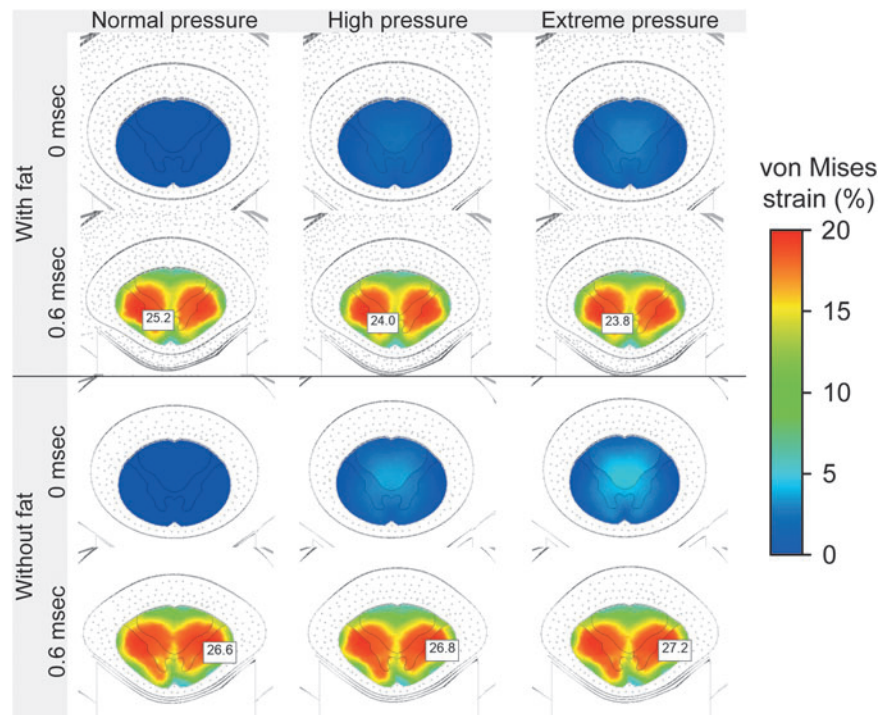 Normal pressure
High pressure
Extreme pressure
With fat
0 msec
0.6 msec
25.2
24.0
23.8
Without fat
0 msec
0.6 msec
26.6
26.8
27.2
von Mises
strain (%)
20
15
10
5
0